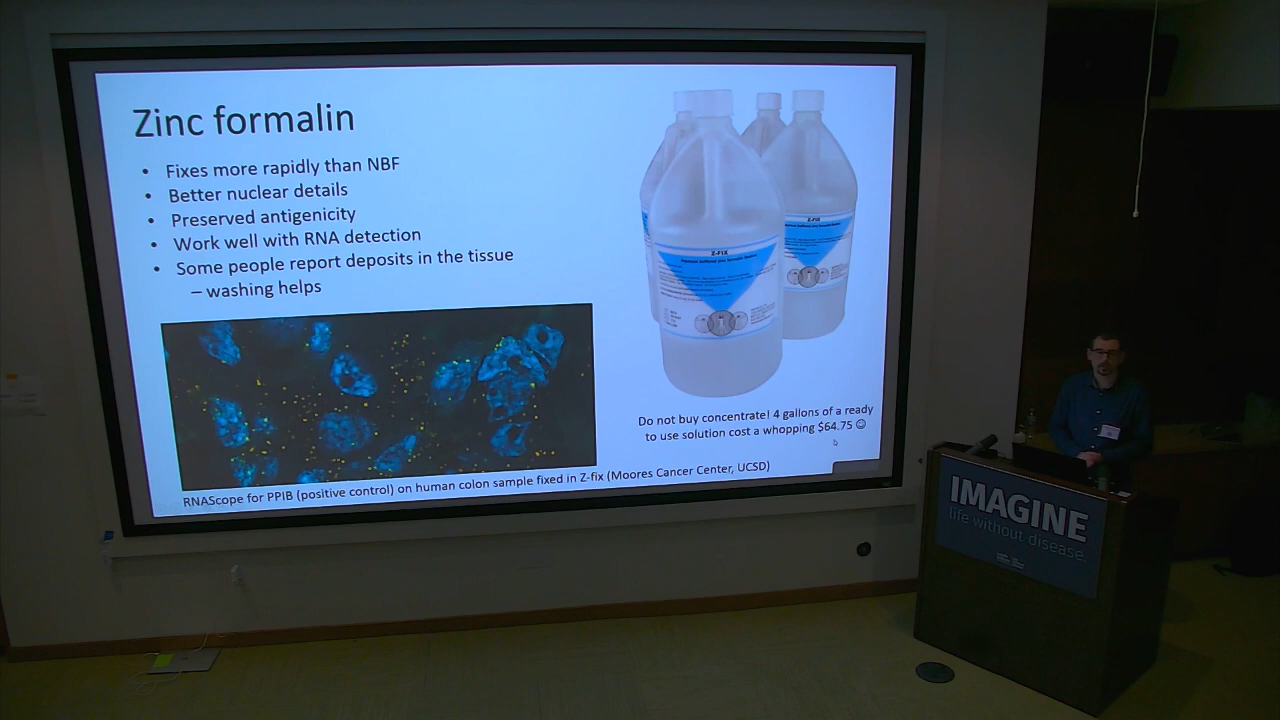 Zinc formalin
• Fixes more rapidly than NBF
• Better nuclear details
• Preserved antigenicity
• Work well with RNA detection
• Some people report deposits in the tissue
– washing helps
Z-FIX
Z-FIX
Do not buy concentrate! 4 gallons of a ready
to use solution cost a whopping $64.75 ☺
RNAScope for PPIB (positive control) on human colon sample fixed in Z-fix (Moores Cancer Center, UCSD)
IMAGINE
life without disease.